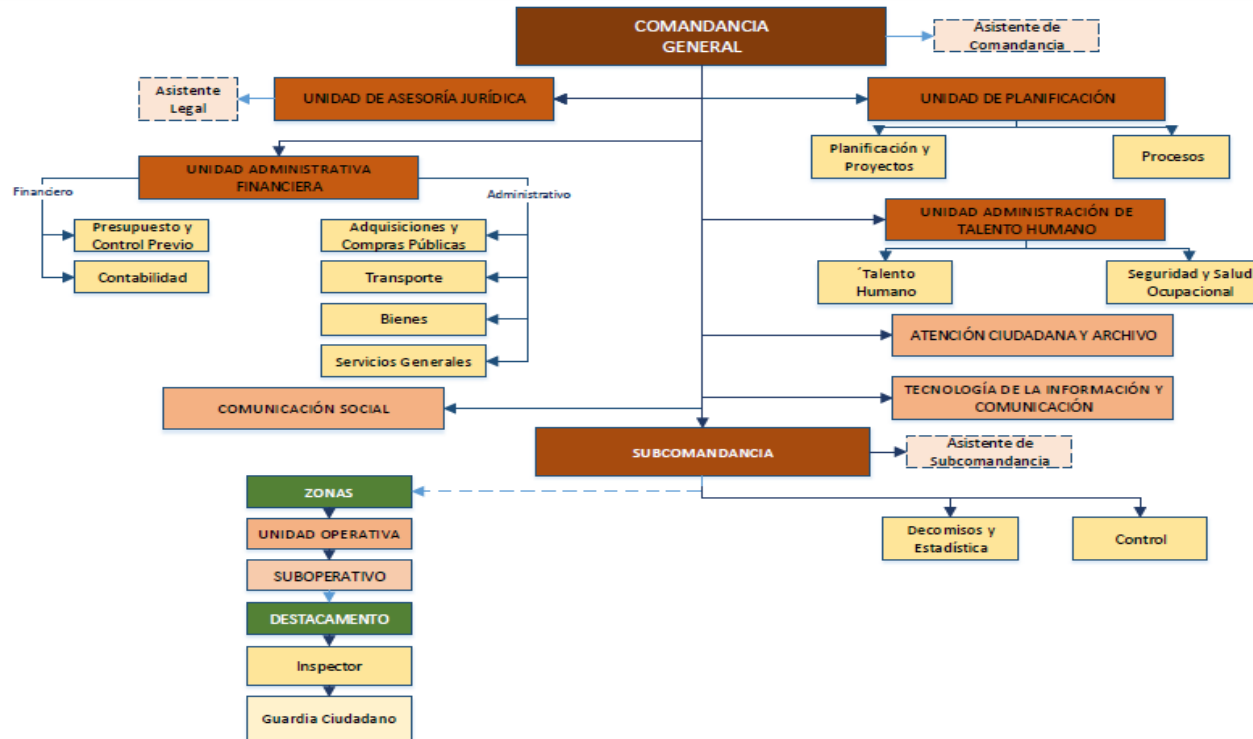 COMANDANCIA
GENERAL
Asistente de
Comandancia
Asistente
Legal
UNIDAD DE ASESORÍA JURÍDICA
UNIDAD DE PLANIFICACIÓN
Planificación y
Proyectos
Procesos
UNIDAD ADMINISTRATIVA
FINANCIERA
Financiero
Administrativo
Presupuesto y
Control Previo
Contabilidad
Adquisiciones y
Compras Públicas
Transporte
Bienes
Servicios Generales
UNIDAD ADMINISTRACIÓN DE
TALENTO HUMANO
´Talento
Humano
Seguridad y Salud
Ocupacional
ATENCIÓN CIUDADANA Y ARCHIVO
TECNOLOGÍA DE LA INFORMACIÓN Y
COMUNICACIÓN
COMUNICACIÓN SOCIAL
SUBCOMANDANCIA
Asistente de
Subcomandancia
ZONAS
UNIDAD OPERATIVA
SUBOPERATIVO
DESTACAMENTO
Inspector
Guardia Ciudadano
Decomisos y
Estadística
Control